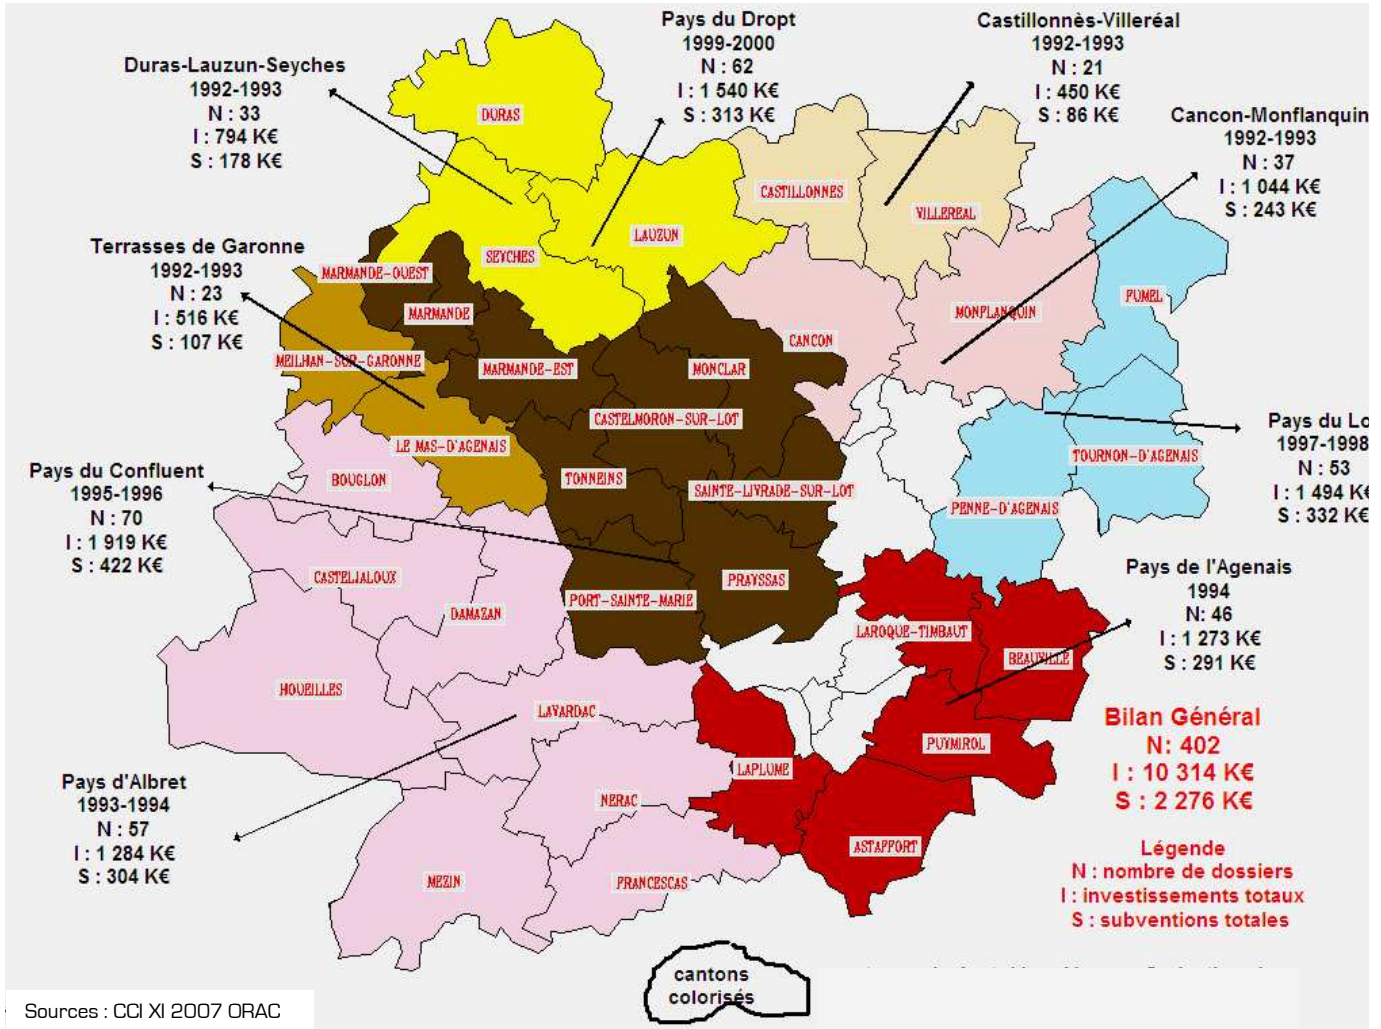 Pays du Dropt
1999-2000
N : 62
I : 1 540 K€
S : 313 K€
Castillonnès-Villeréal
1992-1993
N : 21
I : 450 K€
S : 86 K€
Duras-Lauzun-Seyches
1992-1993
N : 33
I : 794 K€
S : 178 K€
Cancon-Monflanquin
1992-1993
N : 37
I : 1 044 K€
S : 243 K€
Terrasses de Garonne
1992-1993
N : 23
I : 516 K€
S : 107 K€
Pays du Lo
1997-1998
N : 53
I : 1 494 K€
S : 332 K€
Pays du Confluent
1995-1996
N : 70
I : 1 919 K€
S : 422 K€
Pays de l'Agenais
1994
N: 46
I : 1 273 K€
S : 291 K€
Pays d'Albret
1993-1994
N : 57
I : 1 284 K€
S : 304 K€
DURAS
CASTILLONNES
VILLEREAL
LAUZUN
SEYCHES
MARMANDE-OUEST
MARMANDE
FUMEL
MONFLANQUIN
CANCON
MEILHAN-SUR-GARONNE
MARMANDE-EST
MONCLAR
CASTELMORON-SUR-LOT
LE MAS-D'AGENAIS
TOURNON-D'AGENAIS
BOUGLON
TONNEINS
SAINTE-LIVRADE-SUR-LOT
PENNE-D'AGENAIS
CASTELJALOUX
DAMAZAN
PORT-SAINTE-MARIE
PRAYSSAS
LAROQUE-TIMBAUT
BEAUVILLE
HOUEILLES
LAVARDAC
PUYMIROL
LAPLUME
NERAC
ASTAFFORT
MEZIN
FRANCESCAS
Bilan Général
N: 402
I : 10 314 K€
S : 2 276 K€
Légende
N : nombre de dossiers
I : investissements totaux
S : subventions totales
cantons
colorisés
Sources : CCI XI 2007 ORAC